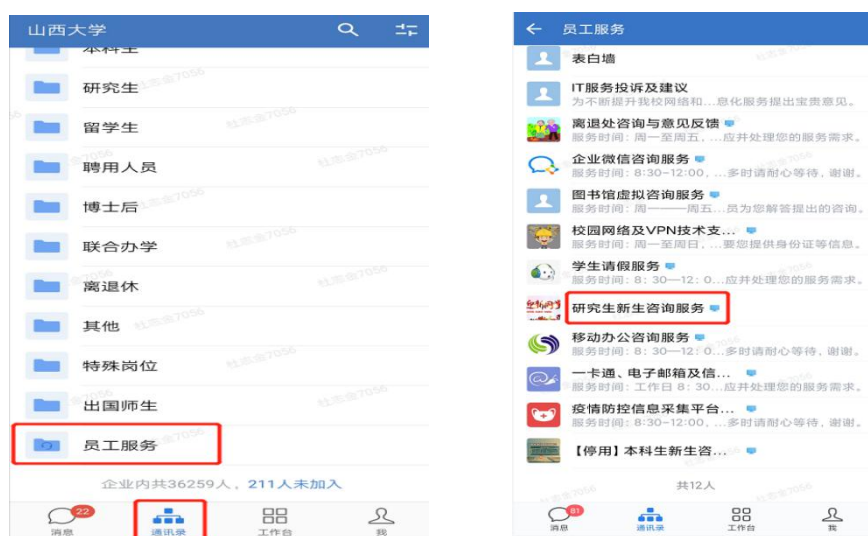 山西大学
本科生
研究生
留学生
聘用人员
博士后
联合办学
离退休
其他
特殊岗位
出国师生
员工服务
企业内共36259人，211人未加入
22
消息
通讯录
工作台
我
员工服务
表白墙
IT服务投诉及建议
为不断提升我校网络和...息化服务提出宝贵意见。
离退处咨询与意见反馈
服务时间：周一至周五，...应并处理您的服务需求。
企业微信咨询服务
服务时间：8:30-12:00，...多时请耐心等待，谢谢。
图书馆虚拟咨询服务
服务时间：周一——周五...员为您解答提出的咨询。
校园网络及VPN技术支...
服务时间：周一至周日，...要您提供身份证等信息。
学生请假服务
服务时间：8：30—12：0...应并处理您的服务需求。
研究生新生咨询服务
移动办公咨询服务
服务时间：8：30—12：0...多时请耐心等待，谢谢。
一卡通、电子邮箱及信...
服务时间：工作日 8：30...应并处理您的服务需求。
疫情防控信息采集平台...
服务时间：8:30-12:00，...多时请耐心等待，谢谢。
【停用】本科生新生咨...
共12人
81
消息
通讯录
工作台
我